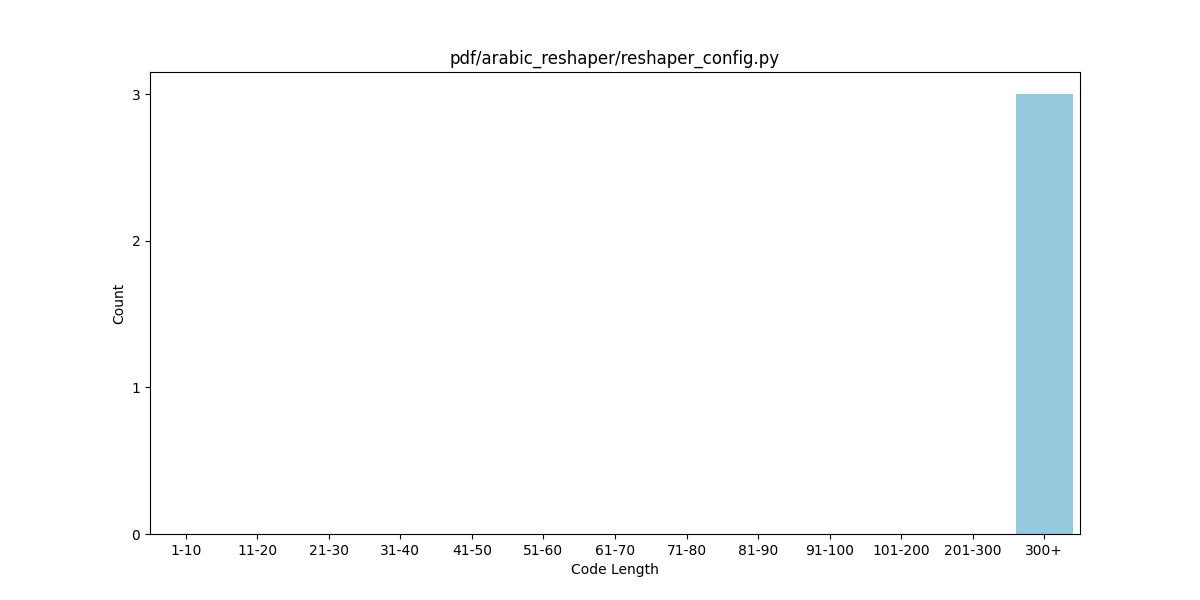 pdf/arabic_reshaper/reshaper_config.py
3
2
1
0
Count
1-10 11-20 21-30 31-40 41-50 51-60 61-70 71-80 81-90 91-100 101-200 201-300 300+
Code Length